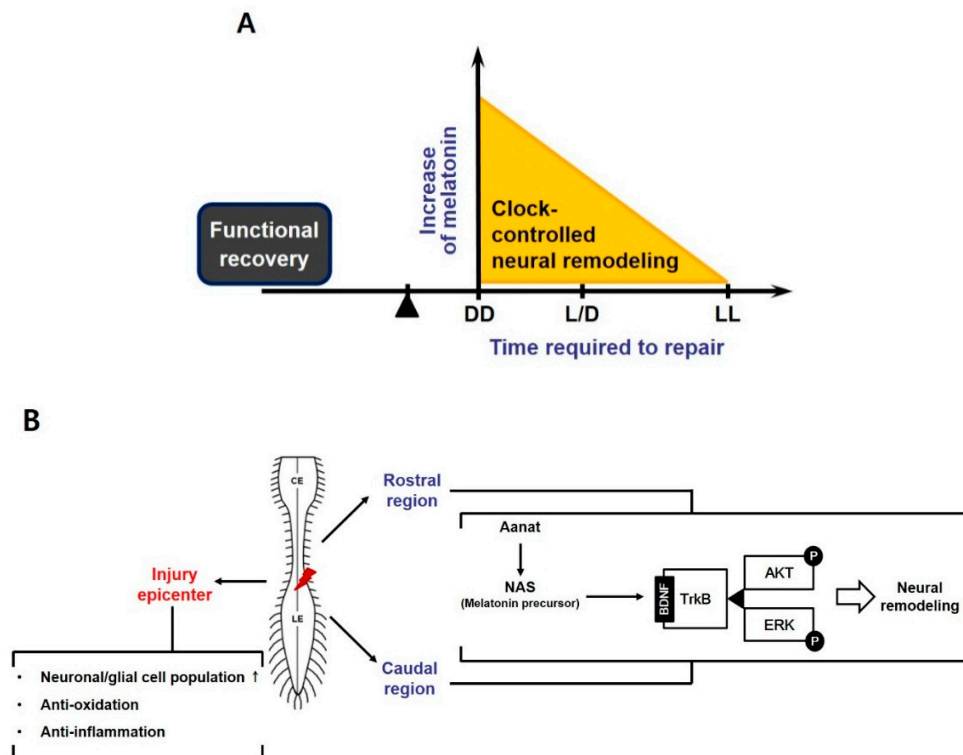 A
Increase
of melatonin
Functional
recovery
Clock-
controlled
neural remodeling
DD
L/D
LL
Time required to repair
B
CE
LE
Rostral
region
Injury
epicenter
Caudal
region
• Neuronal/glial cell population ↑
• Anti-oxidation
• Anti-inflammation
Aanat
NAS
(Melatonin precursor)
BDNF
TrkB
AKT
P
ERK
P
Neural
remodeling